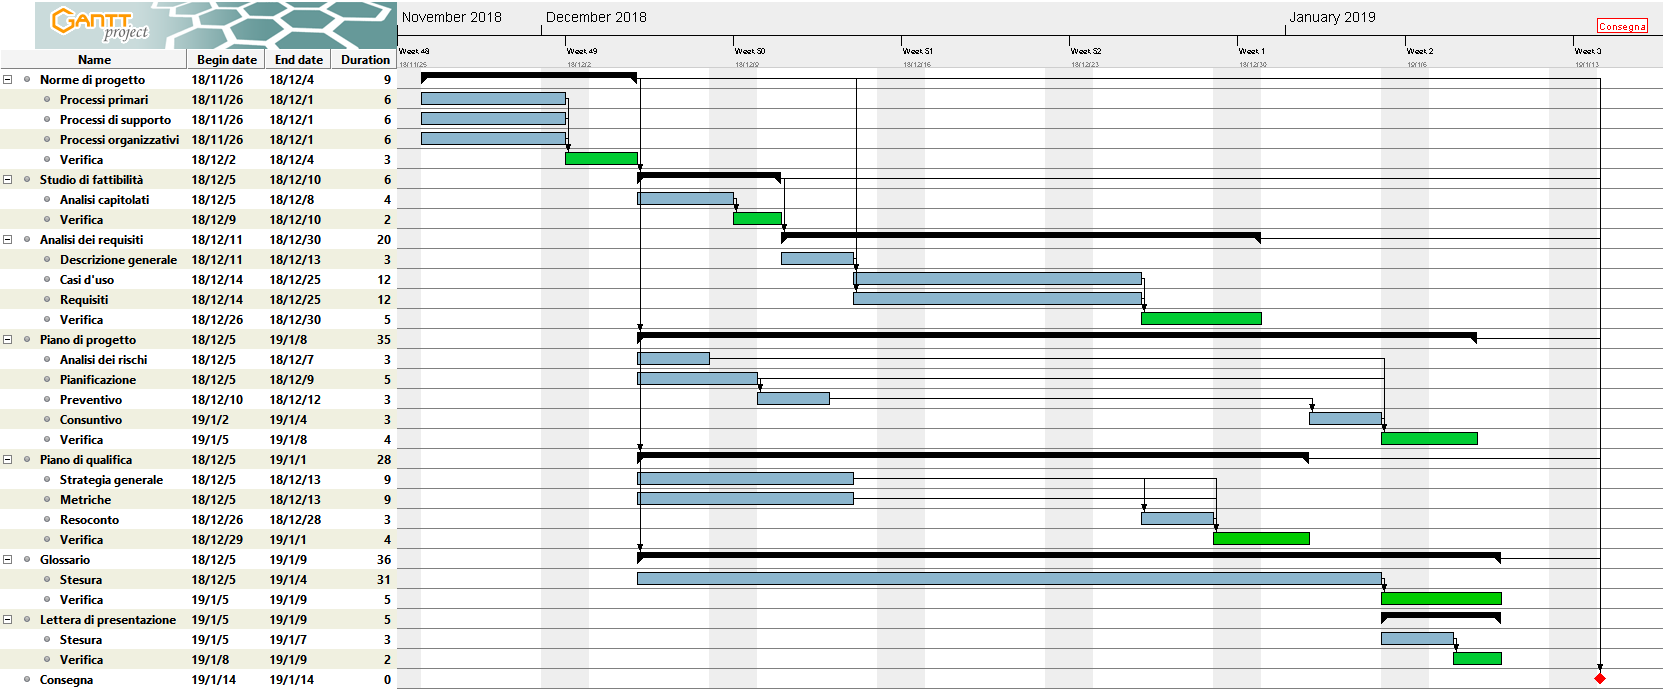 GANTT
project
November 2018 December 2018 January 2019
Consegna
Week 48 Week 49 Week 50 Week 51 Week 52 Week 1 Week 2 Week 3
18/11/25 18/12/2 18/12/9 18/12/16 18/12/23 18/12/30 19/1/6 19/1/13
Name Begin date End date Duration
Norme di progetto 18/11/26 18/12/4 9
Processi primari 18/11/26 18/12/1 6
Processi di supporto 18/11/26 18/12/1 6
Processi organizzativi 18/11/26 18/12/1 6
Verifica 18/12/2 18/12/4 3
Studio di fattibilità 18/12/5 18/12/10 6
Analisi capitolati 18/12/5 18/12/8 4
Verifica 18/12/9 18/12/10 2
Analisi dei requisiti 18/12/11 18/12/30 20
Descrizione generale 18/12/11 18/12/13 3
Casi d'uso 18/12/14 18/12/25 12
Requisiti 18/12/14 18/12/25 12
Verifica 18/12/26 18/12/30 5
Piano di progetto 18/12/5 19/1/8 35
Analisi dei rischi 18/12/5 18/12/7 3
Pianificazione 18/12/5 18/12/9 5
Preventivo 18/12/10 18/12/12 3
Consuntivo 19/1/2 19/1/4 3
Verifica 19/1/5 19/1/8 4
Piano di qualifica 18/12/5 19/1/1 28
Strategia generale 18/12/5 18/12/13 9
Metriche 18/12/5 18/12/13 9
Resoconto 18/12/26 18/12/28 3
Verifica 18/12/29 19/1/1 4
Glossario 18/12/5 19/1/9 36
Stesura 18/12/5 19/1/4 31
Verifica 19/1/5 19/1/9 5
Lettera di presentazione 19/1/5 19/1/9 5
Stesura 19/1/5 19/1/7 3
Verifica 19/1/8 19/1/9 2
Consegna 19/1/14 19/1/14 0